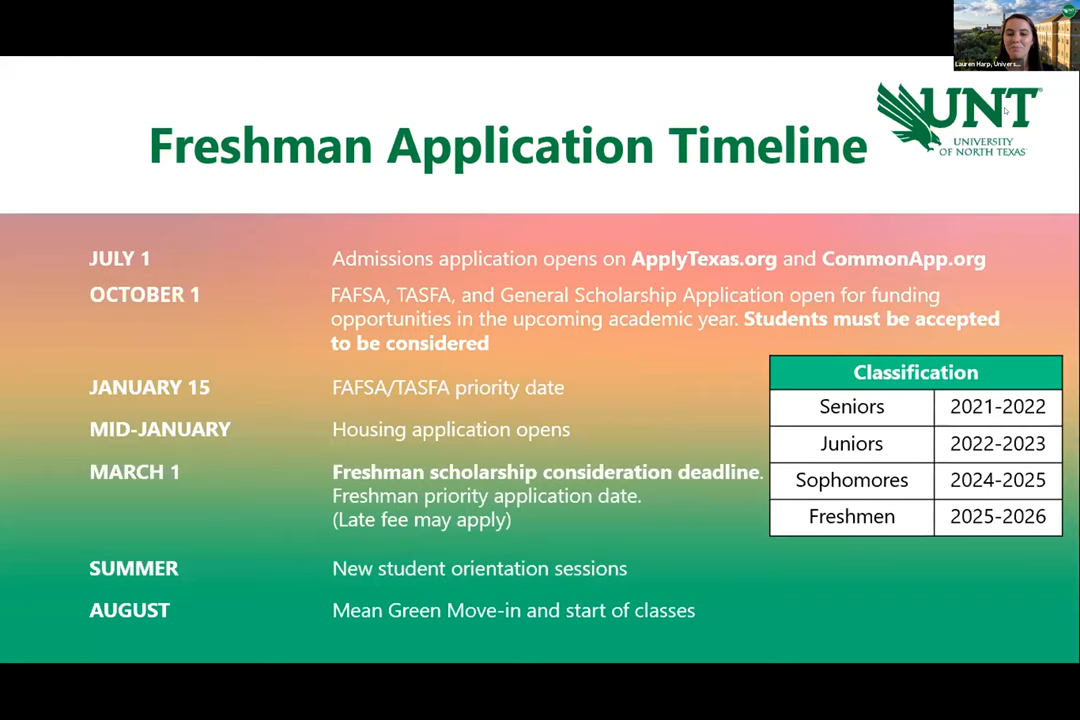 Lauren Harp, Univers...
UNT
UNIVERSITY
OF NORTH TEXAS
Freshman Application Timeline
JULY 1 Admissions application opens on ApplyTexas.org and CommonApp.org
OCTOBER 1 FAFSA, TASFA, and General Scholarship Application open for funding
opportunities in the upcoming academic year. Students must be accepted
to be considered
JANUARY 15 FAFSA/TASFA priority date
MID-JANUARY Housing application opens
MARCH 1 Freshman scholarship consideration deadline.
Freshman priority application date.
(Late fee may apply)
SUMMER New student orientation sessions
AUGUST Mean Green Move-in and start of classes
Classification
Seniors 2021-2022
Juniors 2022-2023
Sophomores 2024-2025
Freshmen 2025-2026